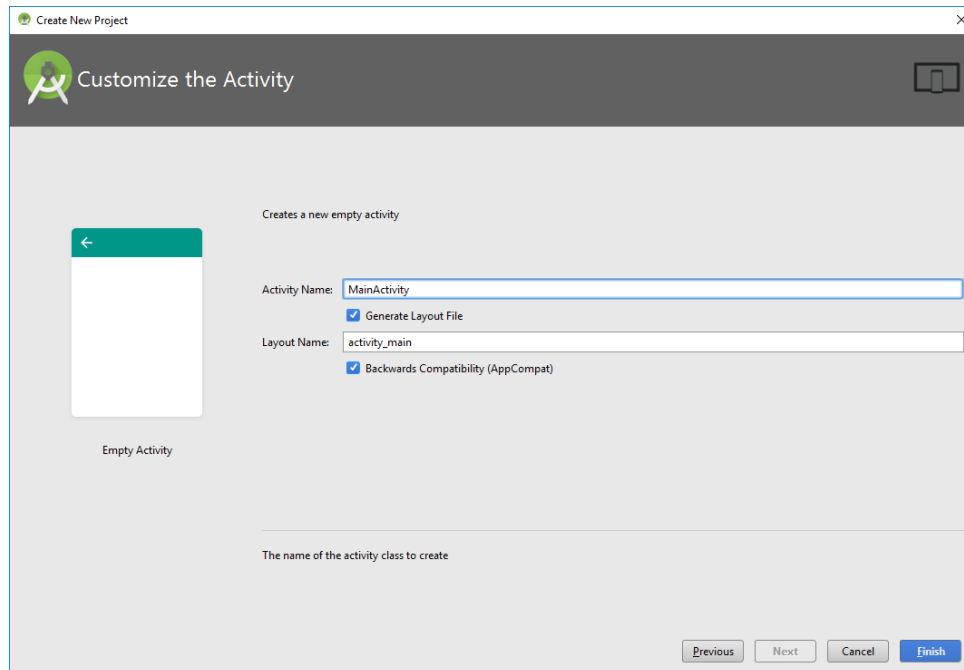 Create New Project
Customize the Activity
Creates a new empty activity
Activity Name: MainActivity
Generate Layout File
Layout Name: activity_main
Backwards Compatibility (AppCompat)
Empty Activity
The name of the activity class to create
Previous Next Cancel Finish